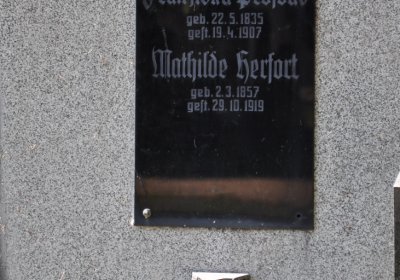 geb. 22. 5. 1835
gest. 19. 4. 1907
Mathilde Herfort
geb. 2. 3. 1857
gest. 29. 10. 1919